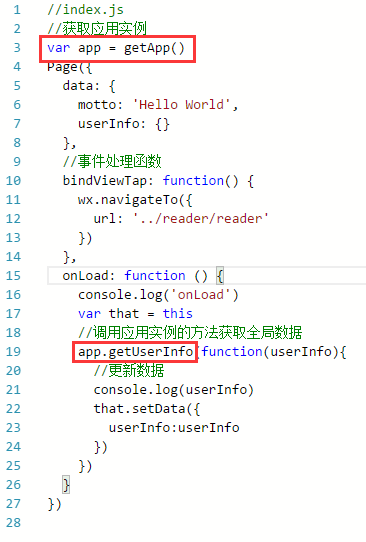 1 //index.js
2 //获取应用实例
3 var app = getApp()
4 Page({
5   data: {
6     motto: 'Hello World',
7     userInfo: {}
8   },
9   //事件处理函数
10   bindViewTap: function() {
11     wx.navigateTo({
12       url: '../reader/reader'
13     })
14   },
15   onLoad: function () {
16     console.log('onLoad')
17     var that = this
18     //调用应用实例的方法获取全局数据
19     app.getUserInfo(function(userInfo){
20       //更新数据
21       console.log(userInfo)
22       that.setData({
23         userInfo:userInfo
24       })
25     })
26   }
27 })
28